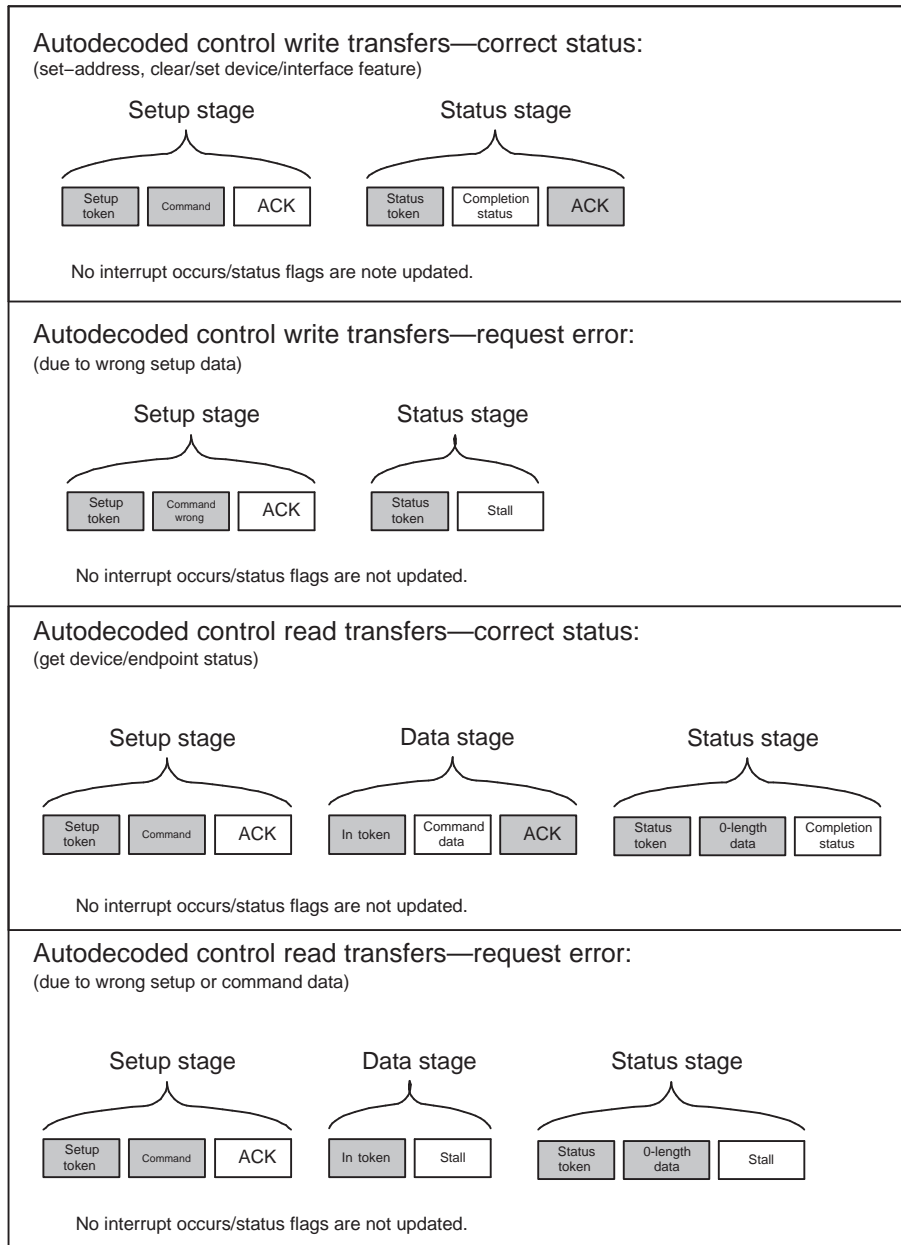 Autodecoded control write transfers—correct status:
(set−address, clear/set device/interface feature)
Setup stage
Status stage
Setup
token
Command
ACK
Status
token
Completion
status
ACK
No interrupt occurs/status flags are note updated.
Autodecoded control write transfers—request error:
(due to wrong setup data)
Setup stage
Status stage
Setup
token
Command
wrong
ACK
Status
token
Stall
No interrupt occurs/status flags are not updated.
Autodecoded control read transfers—correct status:
(get device/endpoint status)
Setup stage
Data stage
Status stage
Setup
token
Command
ACK
In token
Command
data
ACK
Status
token
0-length
data
Completion
status
No interrupt occurs/status flags are not updated.
Autodecoded control read transfers—request error:
(due to wrong setup or command data)
Setup stage
Data stage
Status stage
Setup
token
Command
ACK
In token
Stall
Status
token
0-length
data
Stall
No interrupt occurs/status flags are not updated.